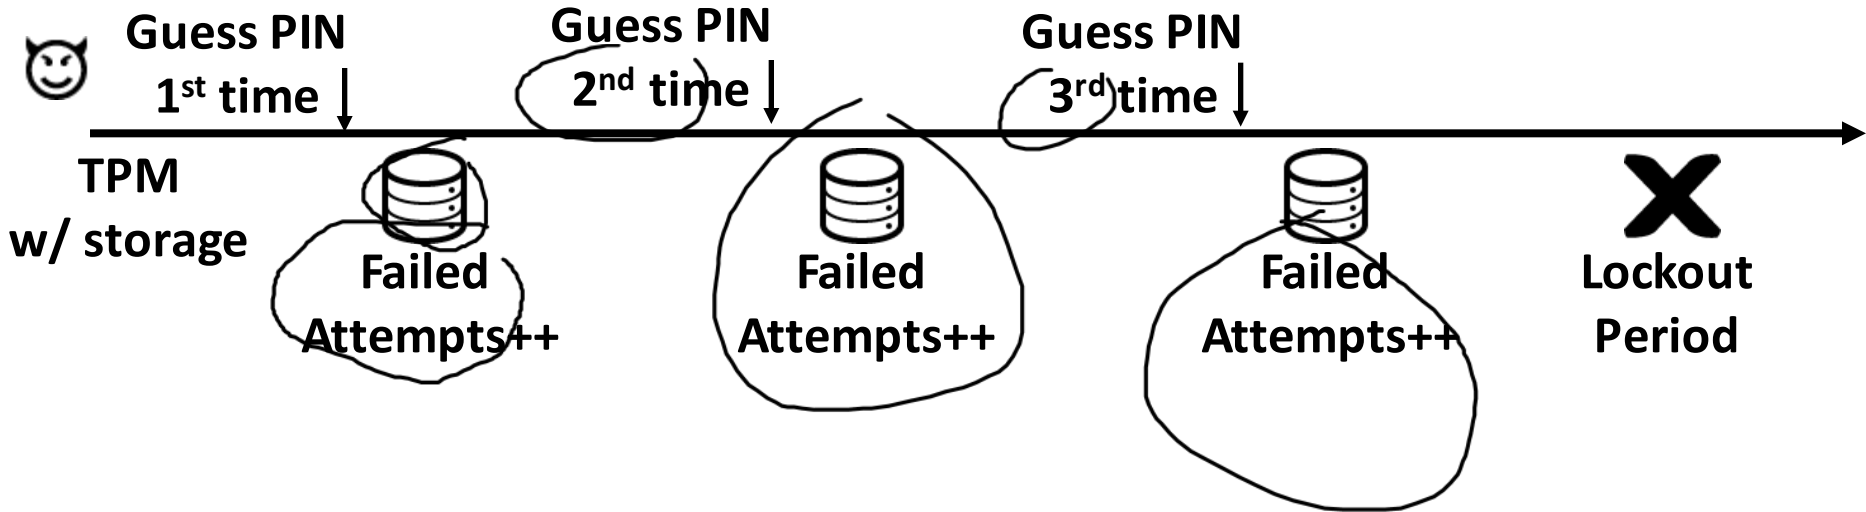 Guess PIN
1st time
Guess PIN
2nd time
Guess PIN
3rd time
TPM
w/ storage
Failed
Attempts++
Failed
Attempts++
Failed
Attempts++
Lockout
Period